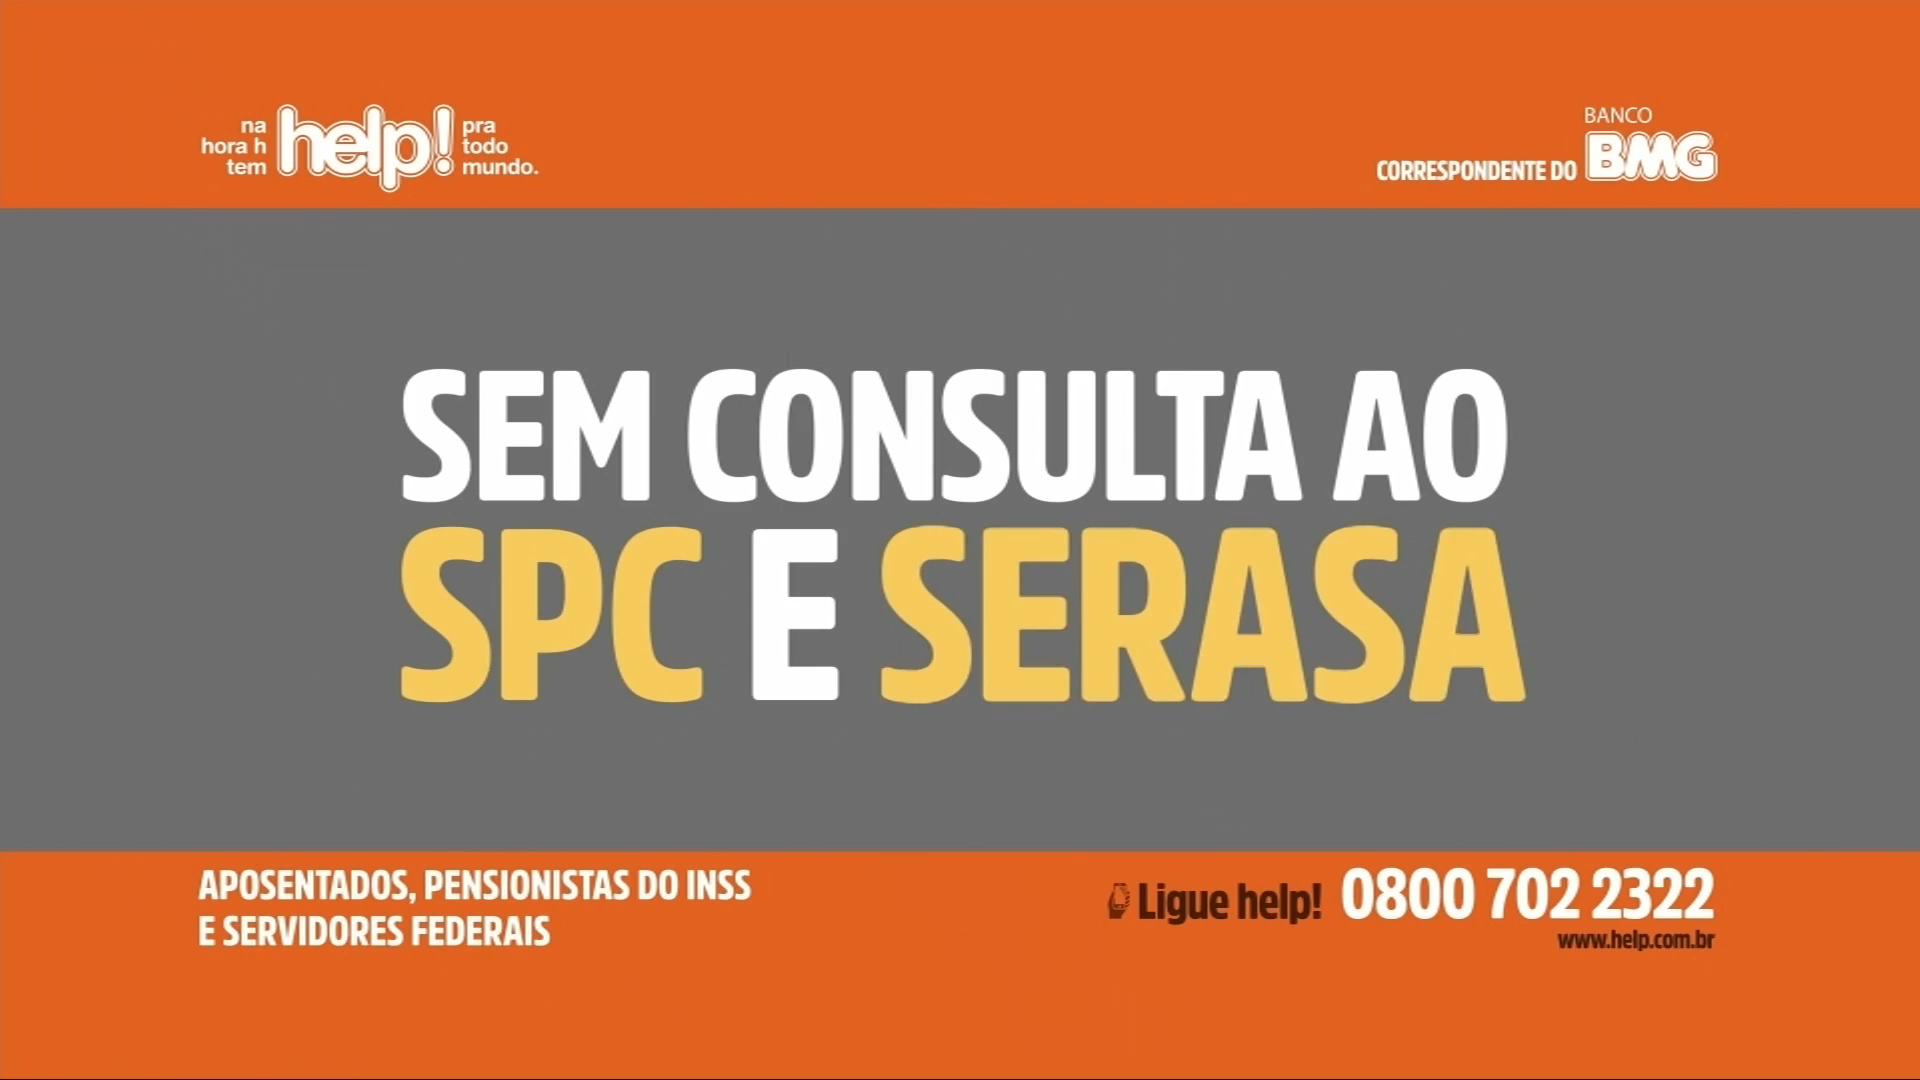 na
hora h
tem
help!
pra
todo
mundo.
BANCO
CORRESPONDENTE DO BMG
SEM CONSULTA AO
SPC E SERASA
APOSENTADOS, PENSIONISTAS DO INSS
E SERVIDORES FEDERAIS
Ligue help! 0800 702 2322
www.help.com.br